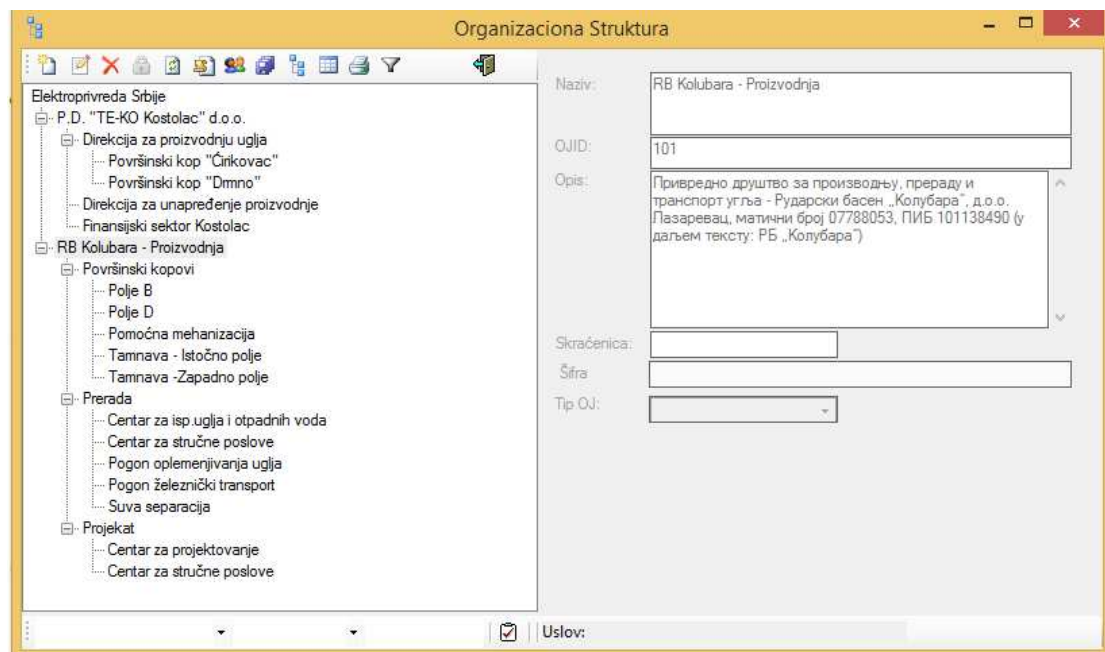 Organizaciona Struktura
Elektroprivreda Srbije
P.D. "TE-KO Kostolac" d.o.o.
Direkcija za proizvodnju uglja
Površinski kop "Ćirikovac"
Površinski kop "Drmno"
Direkcija za unapređenje proizvodnje
Finansijski sektor Kostolac
RB Kolubara - Proizvodnja
Površinski kopovi
Polje B
Polje D
Pomoćna mehanizacija
Tamnava - Istočno polje
Tamnava -Zapadno polje
Prerada
Centar za isp.uglja i otpadnih voda
Centar za stručne poslove
Pogon oplemenjivanja uglja
Pogon železnički transport
Suva separacija
Projekat
Centar za projektovanje
Centar za stručne poslove
Naziv: RB Kolubara - Proizvodnja
OJID: 101
Opis: Привредно друштво за производњу, прераду и
транспорт угља - Рударски басен „Колубара", д.о.о.
Лазаревац, матични број 07788053, ПИБ 101138490 (у
даљем тексту: РБ „Колубара")
Skraćenica:
Šifra
Tip OJ:
Uslov: